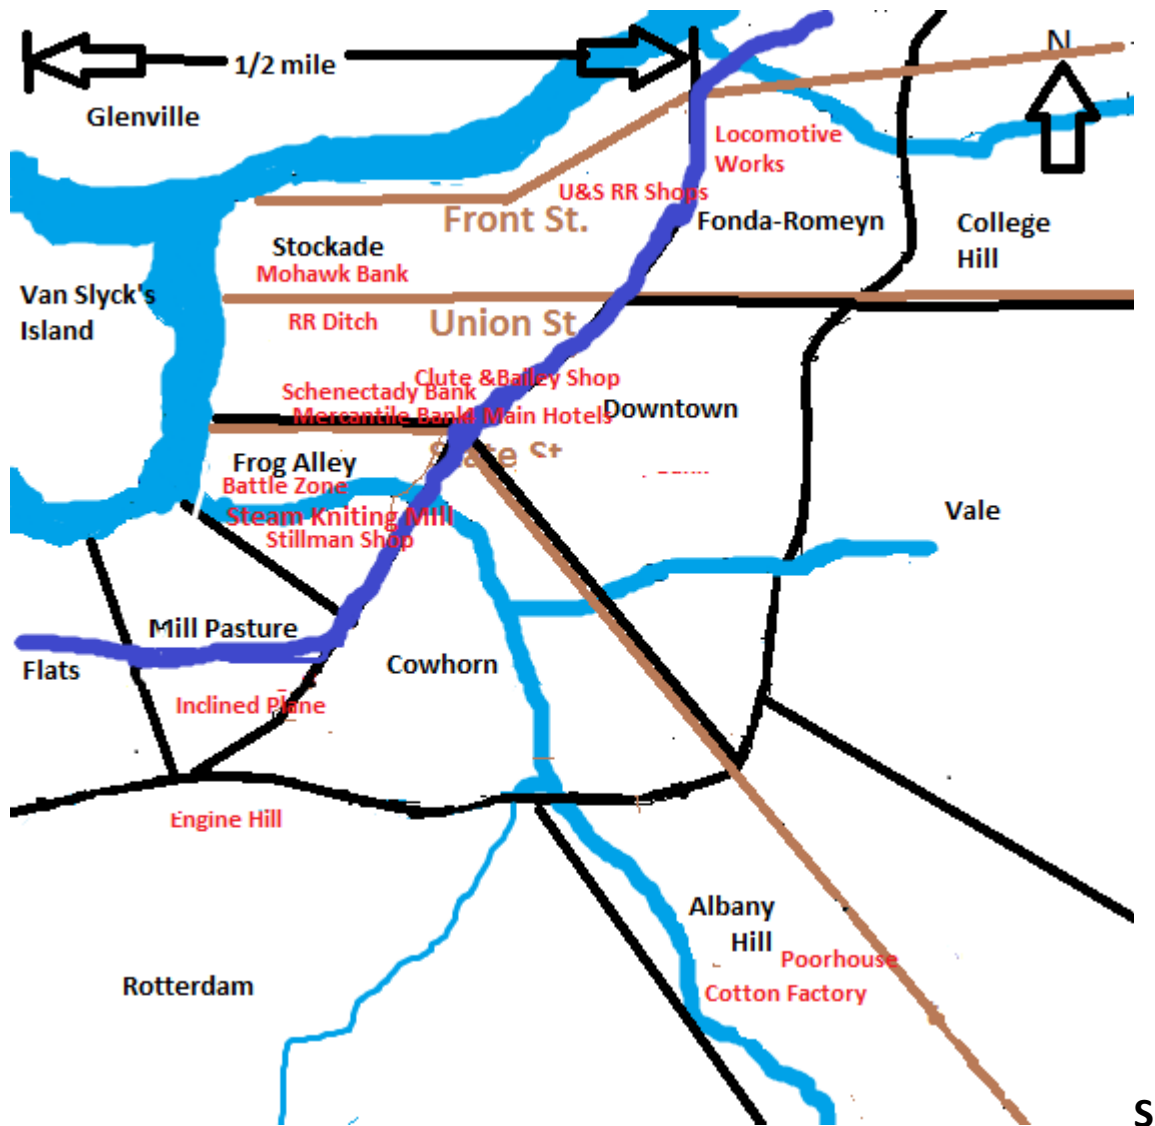 N
1/2 mile
Glenville
Locomotive
Works
U&S RR Shops
Front St.
Fonda-Romeyn
College
Hill
Stockade
Mohawk Bank
Van Slyck's
Island
RR Ditch
Union St
Clute &Bailey Shop
Schenectady Bank
Mercantile Bank
Main Hotels
Downtown
State St
Frog Alley
Battle Zone
Steam Kniting MIll
Stillman Shop
Vale
Mill Pasture
Cowhorn
Flats
Inclined Plane
Engine Hill
Albany
Hill
Poorhouse
Rotterdam
Cotton Factory
S